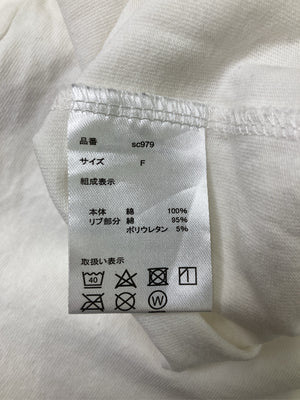 品番 sc979
サイズ F
組成表示
本体 綿 100%
リブ部分 綿 95%
ポリウレタン 5%
取扱い表示
40
W